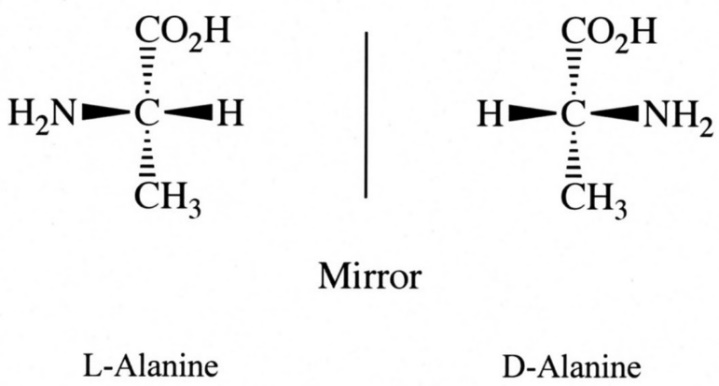 CO₂H CO₂H
H₂N C H H C NH₂
CH₃ CH₃
Mirror
L-Alanine D-Alanine